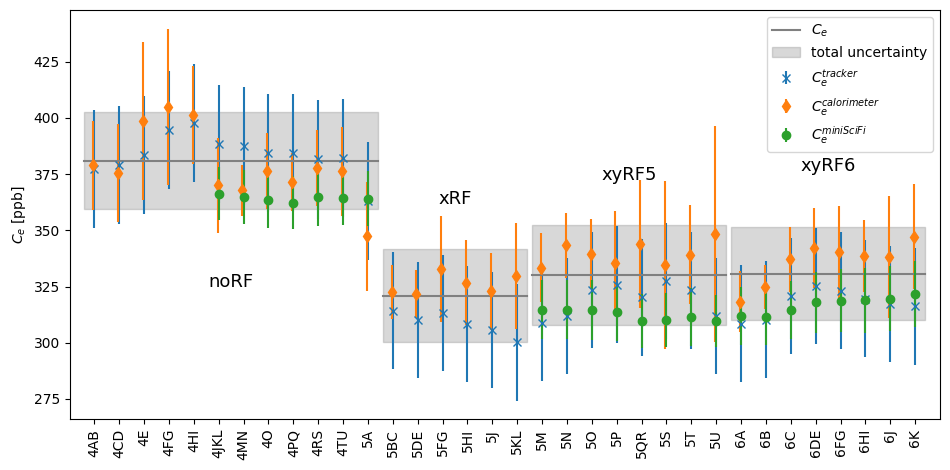 C_e [ppb]
425
400
375
350
325
300
275
noRF
xRF
xyRF5
xyRF6
C_e
total uncertainty
C_e^{tracker}
C_e^{calorimeter}
C_e^{miniSciFi}
4AB
4CD
4E
4FG
4HI
4JKL
4MN
4O
4PQ
4RS
4TU
5A
5BC
5DE
5FG
5HI
5J
5KL
5M
5N
5O
5P
5QR
5S
5T
5U
6A
6B
6C
6DE
6FG
6HI
6J
6K